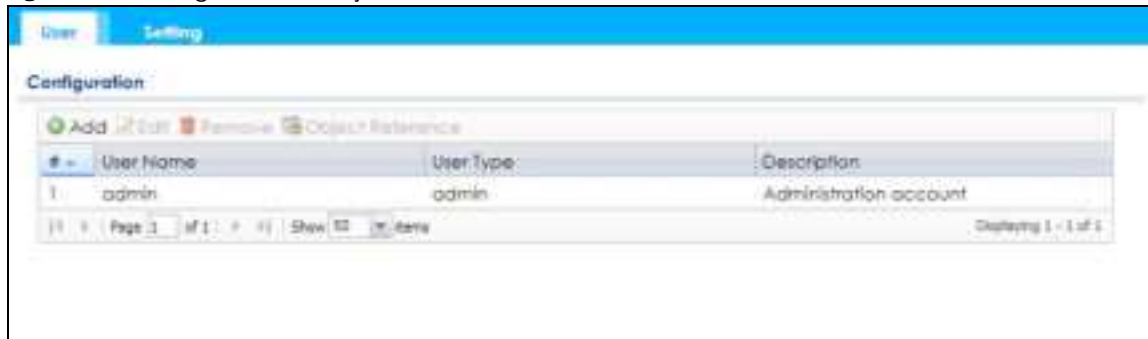 User Setting
Configuration
Add Edit Remove Object Reference
# User Name User Type Description
1 admin admin Administration account
Page 1 of 1 Show 50 items Displaying 1 - 1 of 1